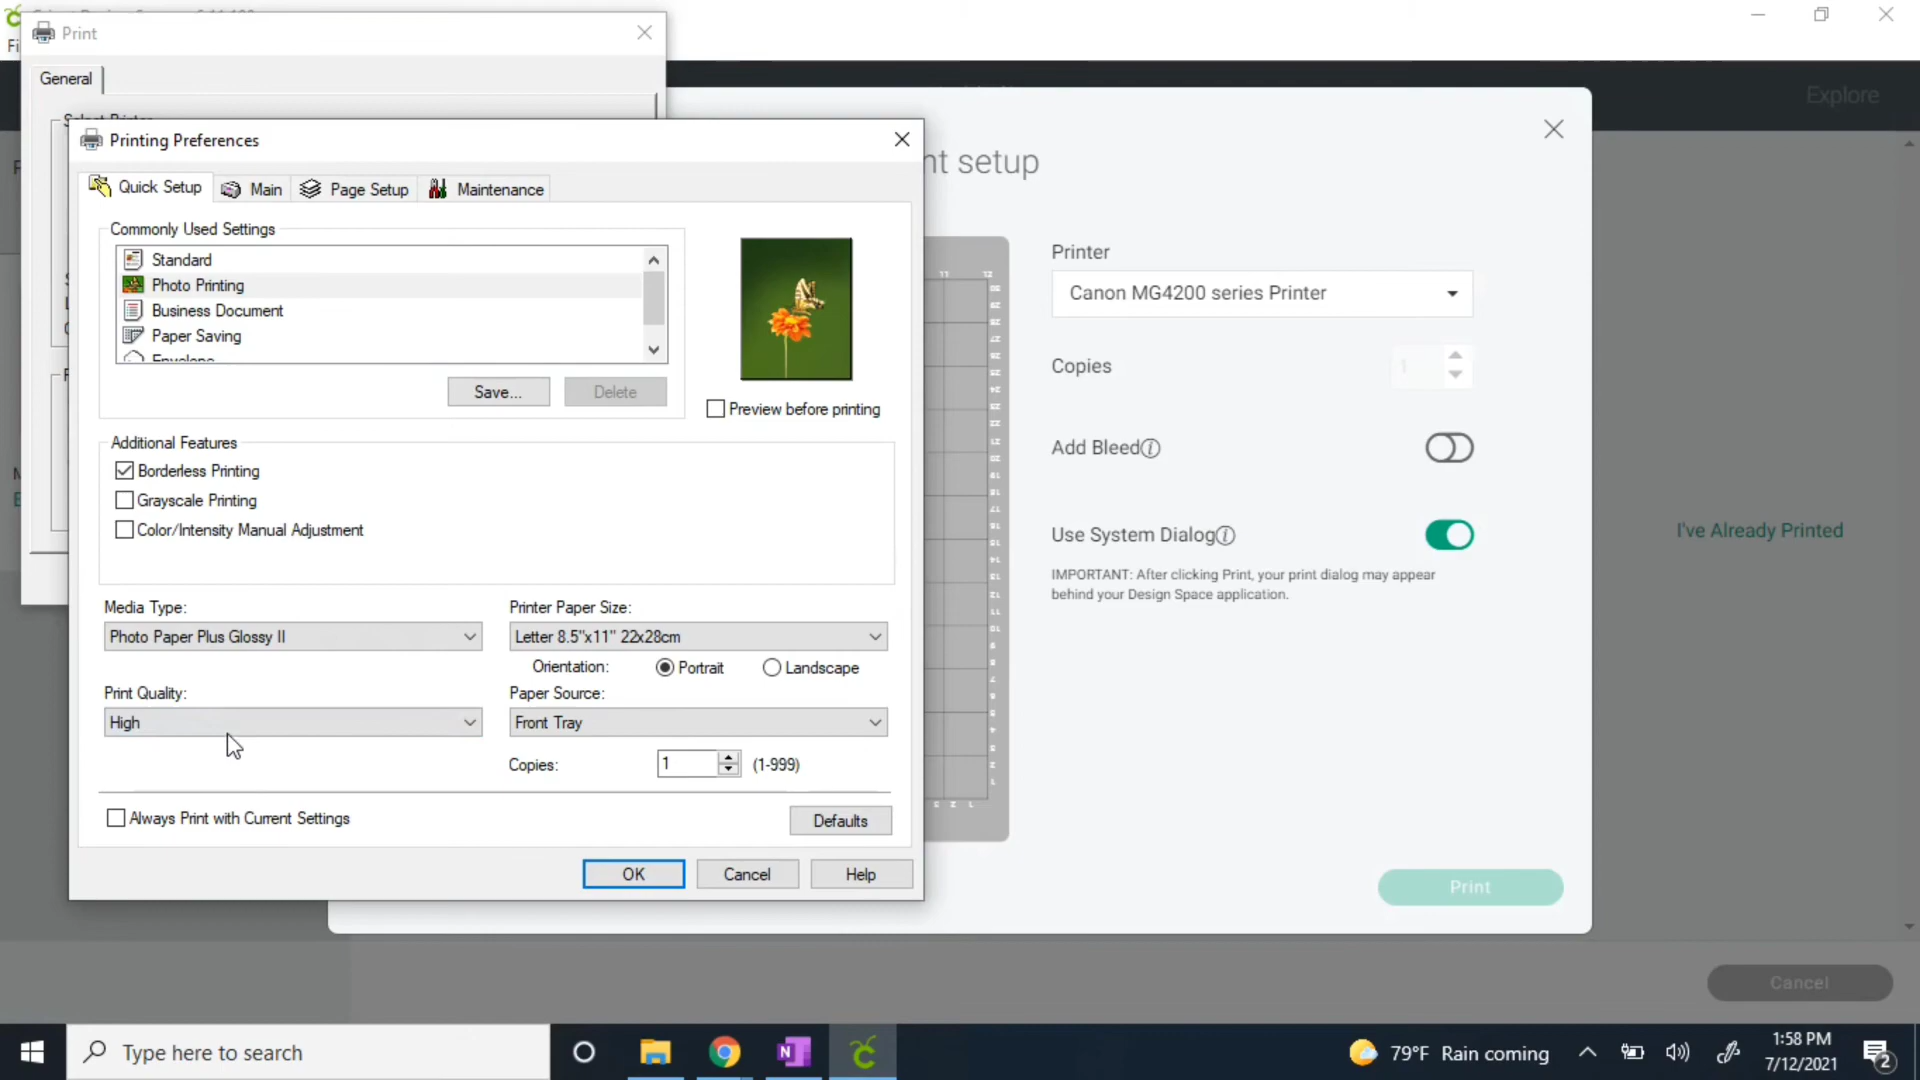 Print
General
Printing Preferences
Quick Setup
Main
Page Setup
Maintenance
Commonly Used Settings
Standard
Photo Printing
Business Document
Paper Saving
Envelope
Save...
Delete
Preview before printing
Additional Features
Borderless Printing
Grayscale Printing
Color/Intensity Manual Adjustment
Media Type:
Photo Paper Plus Glossy II
Printer Paper Size:
Letter 8.5"x11" 22x28cm
Orientation:
Portrait
Landscape
Print Quality:
High
Paper Source:
Front Tray
Copies:
1
(1-999)
Always Print with Current Settings
Defaults
OK
Cancel
Help
Explore
nt setup
Printer
Canon MG4200 series Printer
Copies
1
Add Bleed
Use System Dialog
IMPORTANT: After clicking Print, your print dialog may appear
behind your Design Space application.
Print
I've Already Printed
Cancel
Type here to search
79°F Rain coming
1:58 PM
7/12/2021
2